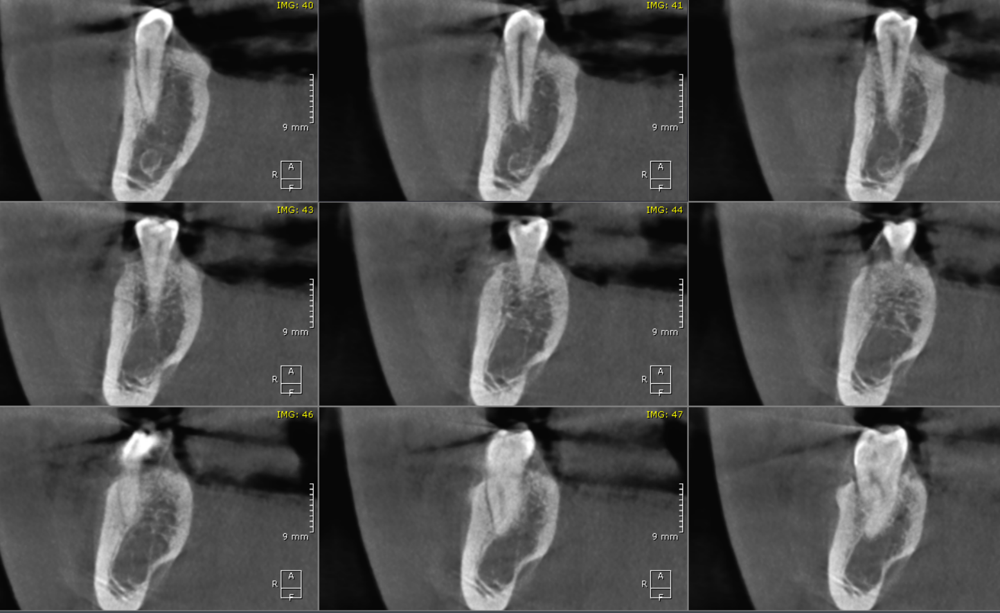 IMG: 40
9 mm
R
A
F
IMG: 41
9 mm
R
A
F
IMG: 43
9 mm
R
A
F
IMG: 44
9 mm
R
A
F
IMG: 46
9 mm
R
A
F
IMG: 47
9 mm
R
A
F